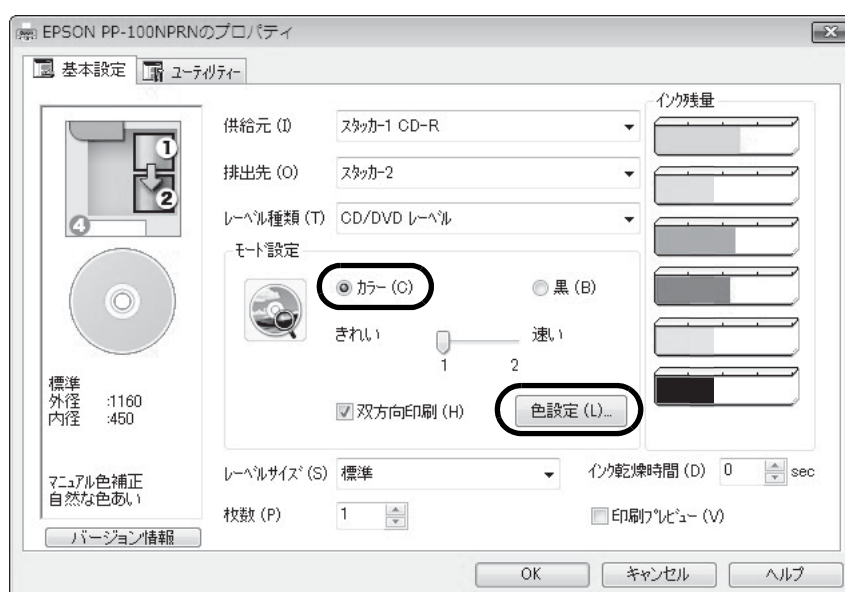 EPSON PP-100NPRNのプロパティ
基本設定
ユーティリティー
1
2
4
標準
外径 :1160
内径 :450
マニュアル色補正
自然な色あい
バージョン情報
供給元 (I) スタッカー1 CD-R
排出先 (O) スタッカー2
レーベル種類 (T) CD/DVD レーベル
モード設定
カラー (C) 黒 (B)
きれい 速い
1 2
双方向印刷 (H) 色設定 (L)...
レーベルサイズ (S) 標準
インク乾燥時間 (D) 0 sec
枚数 (P) 1
印刷プレビュー (V)
インク残量
OK キャンセル ヘルプ